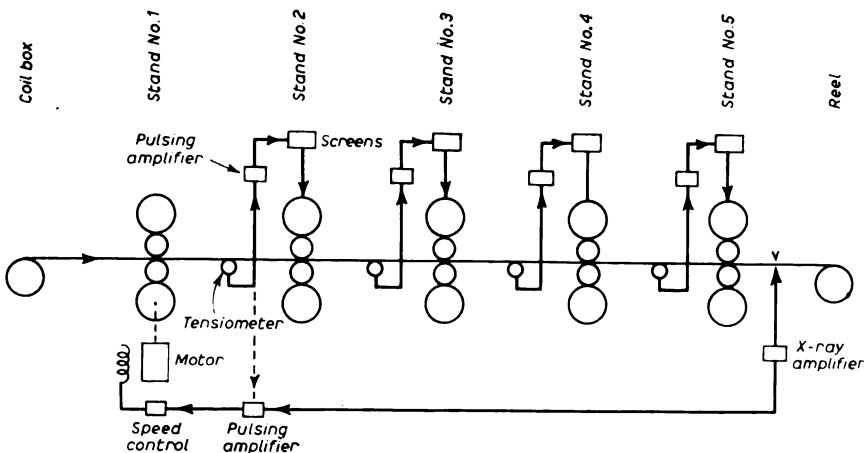 Coil box
Stand No.1
Stand No.2
Stand No.3
Stand No.4
Stand No.5
Reel
Pulsing
amplifier
Screens
Tensiometer
Motor
X-ray
amplifier
Speed
control
Pulsing
amplifier